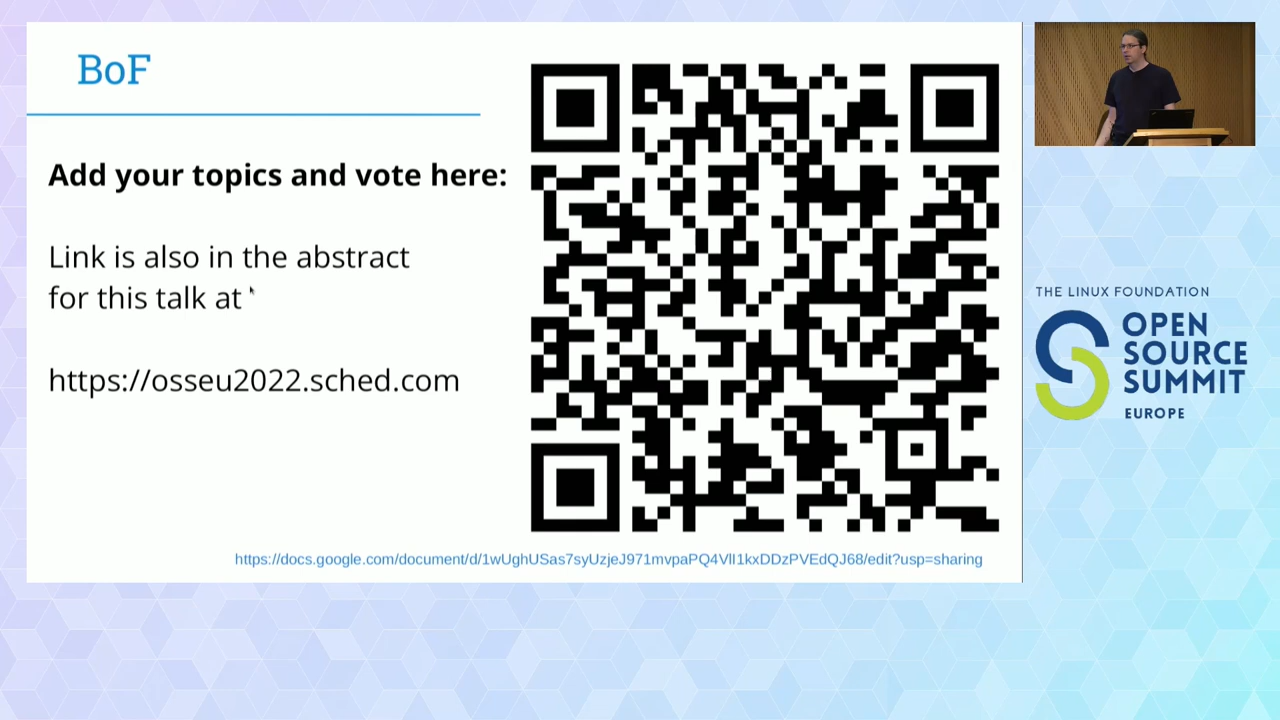 BoF
Add your topics and vote here:
Link is also in the abstract
for this talk at
https://osseu2022.sched.com
https://docs.google.com/document/d/1wUghUSas7syUzjeJ971mvpaPQ4VlI1kxDDzPVEdQJ68/edit?usp=sharing
THE LINUX FOUNDATION
OPEN
SOURCE
SUMMIT
EUROPE